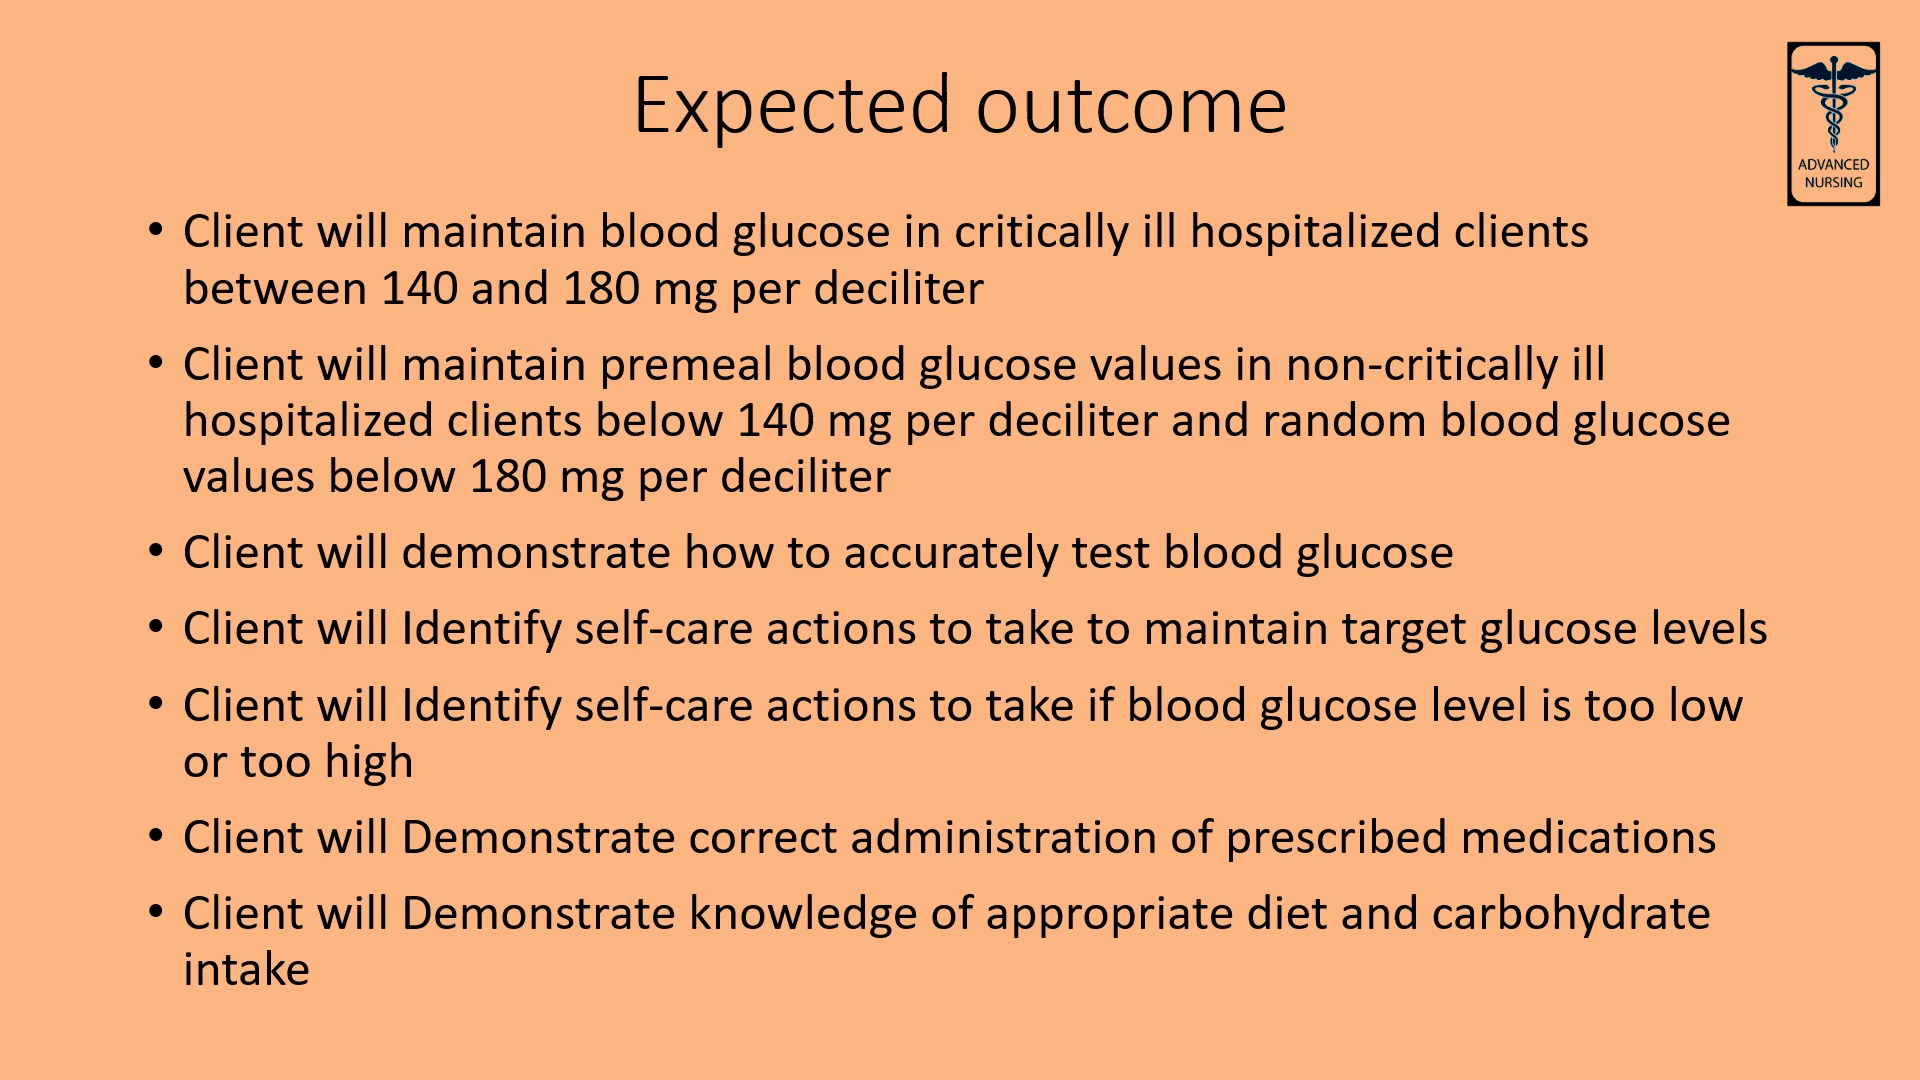 Expected outcome
ADVANCED
NURSING
• Client will maintain blood glucose in critically ill hospitalized clients
between 140 and 180 mg per deciliter
• Client will maintain premeal blood glucose values in non-critically ill
hospitalized clients below 140 mg per deciliter and random blood glucose
values below 180 mg per deciliter
• Client will demonstrate how to accurately test blood glucose
• Client will Identify self-care actions to take to maintain target glucose levels
• Client will Identify self-care actions to take if blood glucose level is too low
or too high
• Client will Demonstrate correct administration of prescribed medications
• Client will Demonstrate knowledge of appropriate diet and carbohydrate
intake